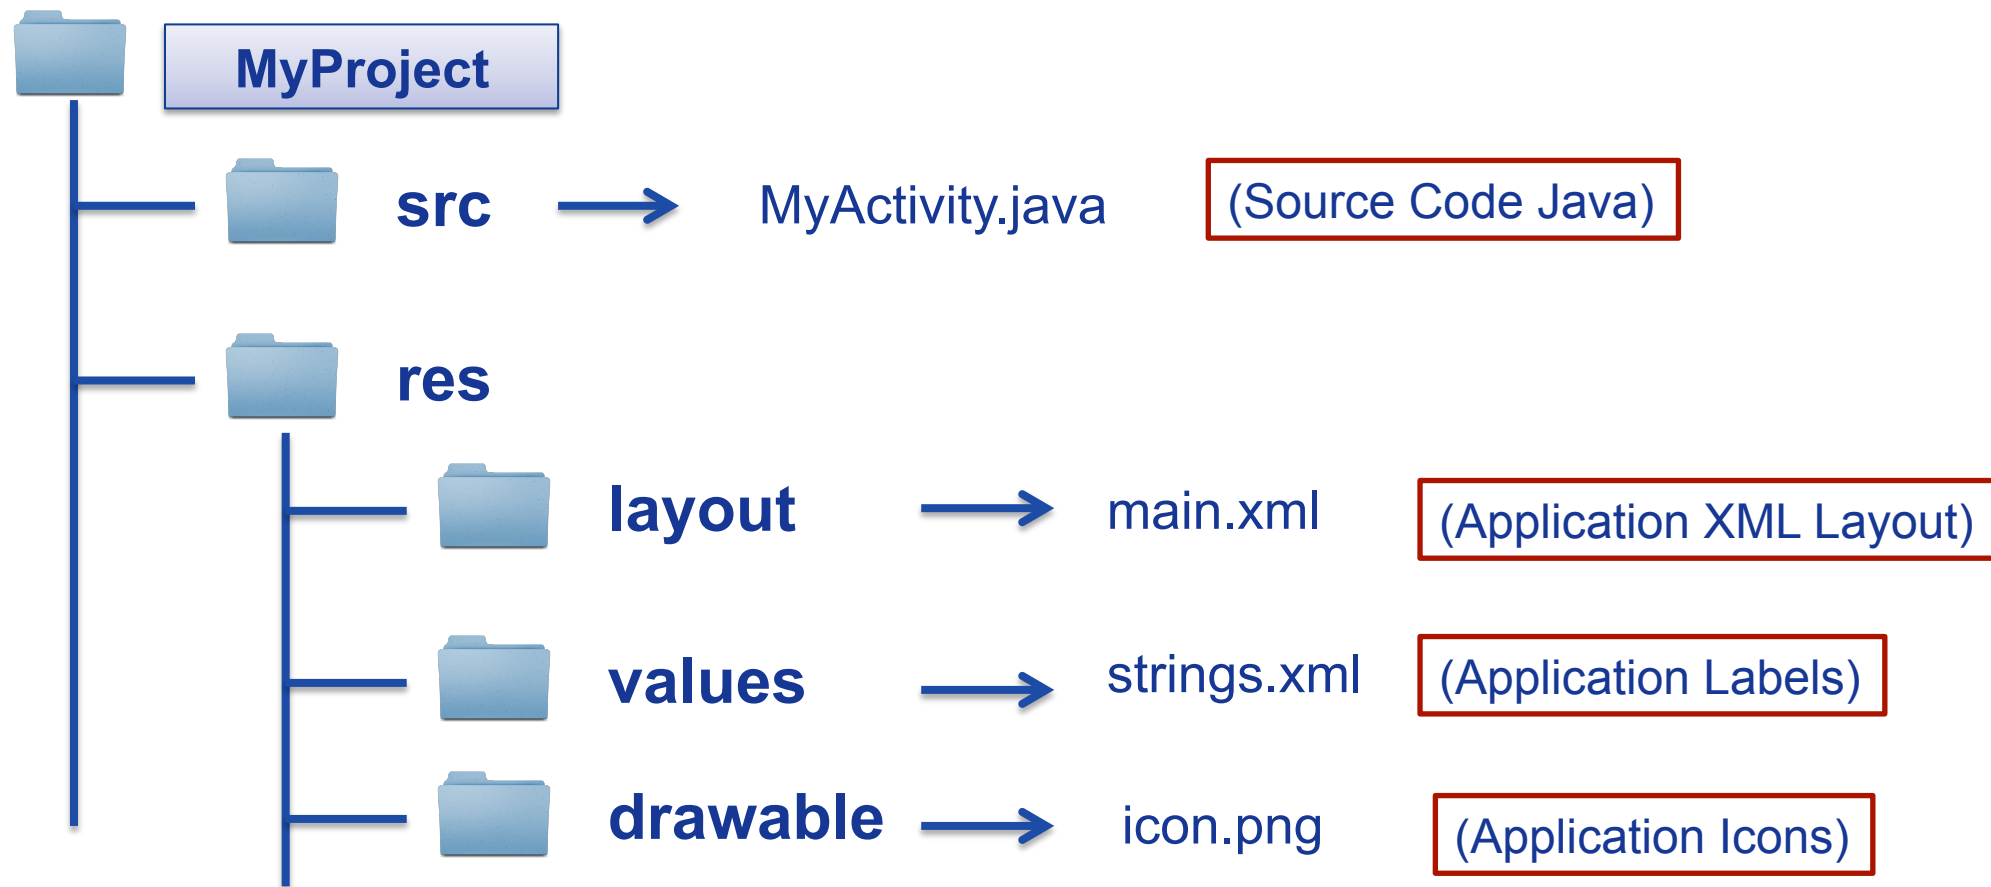 MyProject
src MyActivity.java (Source Code Java)
res
layout main.xml (Application XML Layout)
values strings.xml (Application Labels)
drawable icon.png (Application Icons)